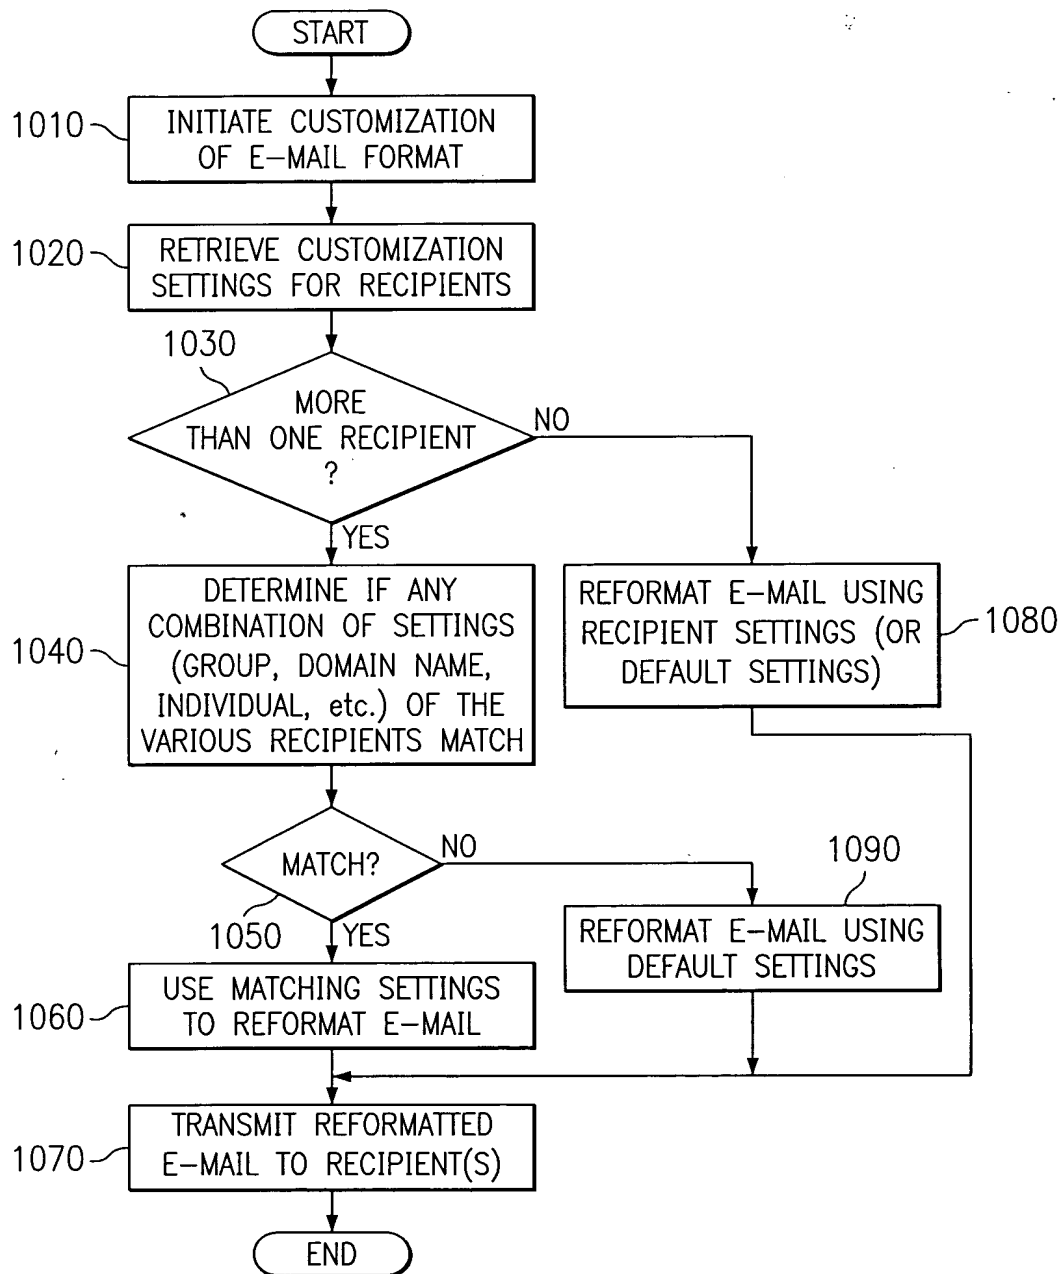 START
1010
INITIATE CUSTOMIZATION
OF E-MAIL FORMAT
1020
RETRIEVE CUSTOMIZATION
SETTINGS FOR RECIPIENTS
1030
MORE
THAN ONE RECIPIENT
?
NO
YES
1040
DETERMINE IF ANY
COMBINATION OF SETTINGS
(GROUP, DOMAIN NAME,
INDIVIDUAL, etc.) OF THE
VARIOUS RECIPIENTS MATCH
REFORMAT E-MAIL USING
RECIPIENT SETTINGS (OR
DEFAULT SETTINGS)
1080
MATCH?
NO
1050
YES
1090
REFORMAT E-MAIL USING
DEFAULT SETTINGS
1060
USE MATCHING SETTINGS
TO REFORMAT E-MAIL
1070
TRANSMIT REFORMATTED
E-MAIL TO RECIPIENT(S)
END